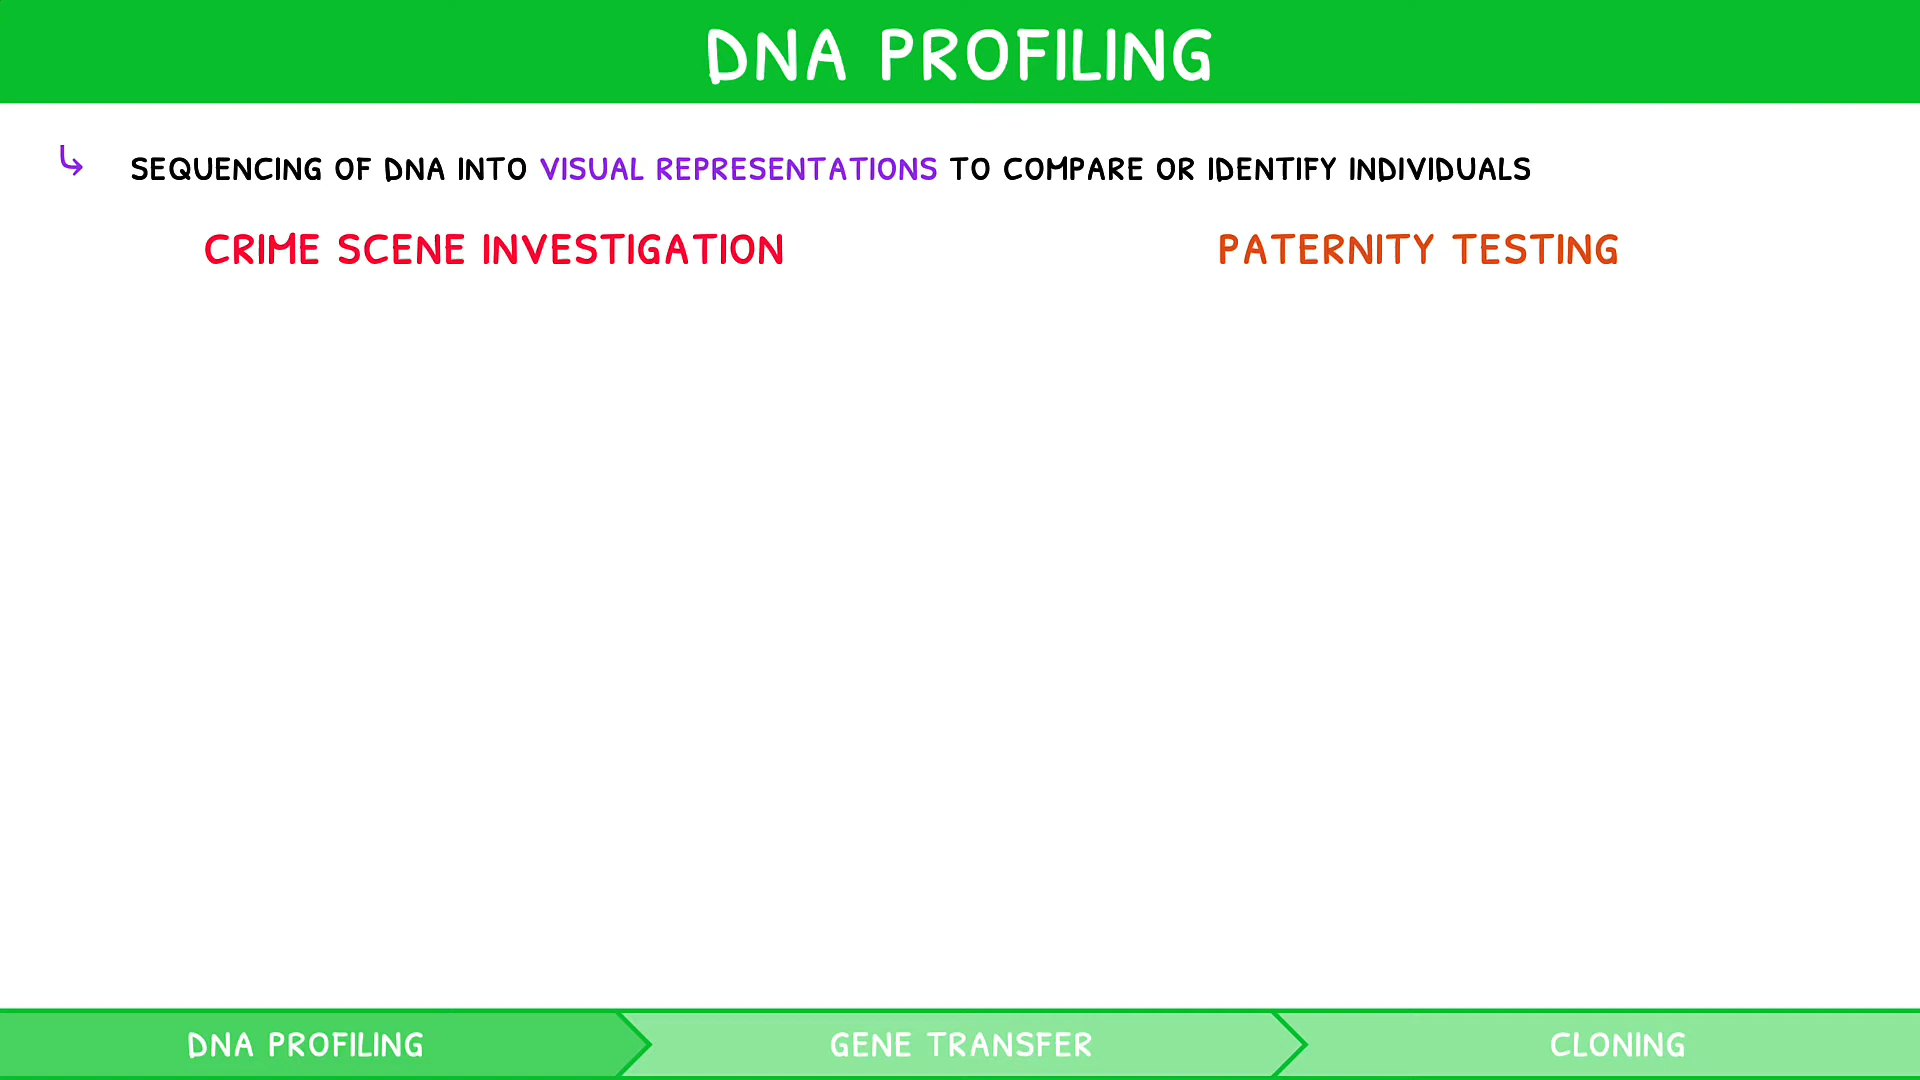 DNA PROFILING
SEQUENCING OF DNA INTO VISUAL REPRESENTATIONS TO COMPARE OR IDENTIFY INDIVIDUALS
CRIME SCENE INVESTIGATION
PATERNITY TESTING
DNA PROFILING
GENE TRANSFER
CLONING